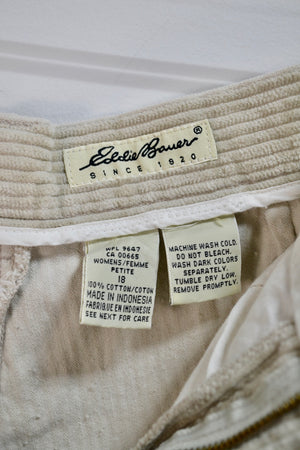 Eddie Bauer®
SINCE 1920
WPL 9647
CA 00665
WOMENS/FEMME
PETITE
18
100% COTTON/COTON
MADE IN INDONESIA
FABRIQUE EN INDONESIA
SEE NEXT FOR CARE
MACHINE WASH COLD.
DO NOT BLEACH.
WASH DARK COLORS
SEPARATELY.
TUMBLE DRY LOW.
REMOVE PROMPTLY.